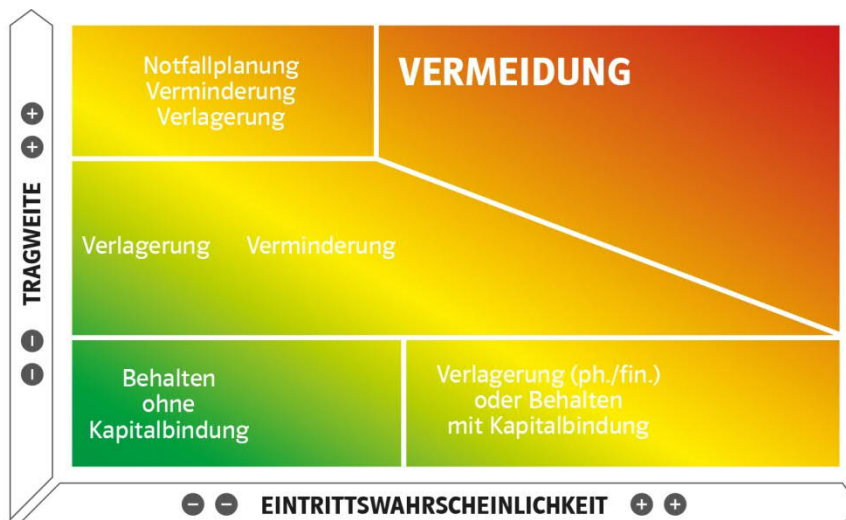 Notfallplanung
Verminderung
Verlagerung
VERMEIDUNG
Verlagerung
Verminderung
Behalten
ohne
Kapitalbindung
Verlagerung (ph./fin.)
oder Behalten
mit Kapitalbindung
+
+
TRAGWEITE
−
−
− − EINTRITTSWAHRSCHEINLICHKEIT + +